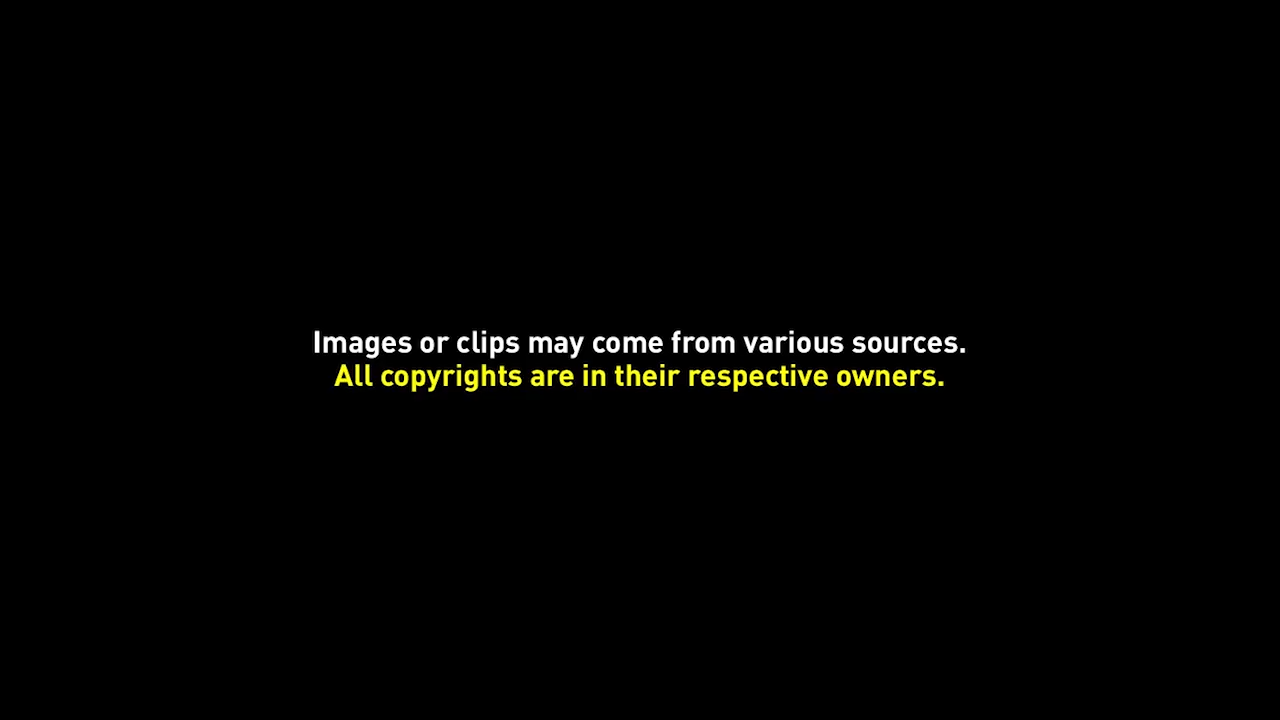 Images or clips may come from various sources.
All copyrights are in their respective owners.